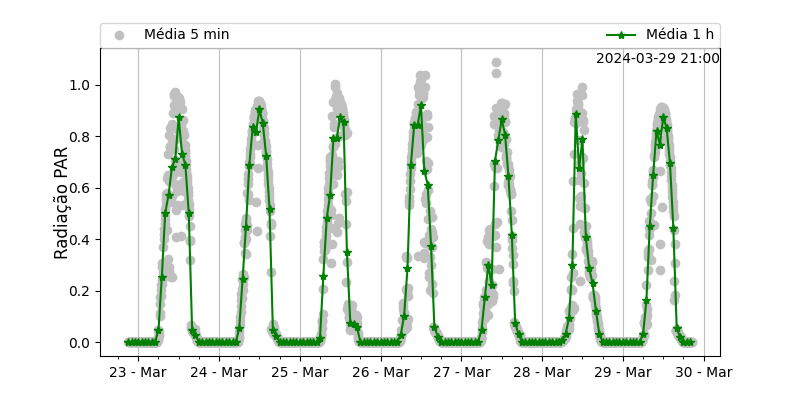 Média 5 min
Média 1 h
2024-03-29 21:00
Radiação PAR
1.0
0.8
0.6
0.4
0.2
0.0
23 - Mar
24 - Mar
25 - Mar
26 - Mar
27 - Mar
28 - Mar
29 - Mar
30 - Mar